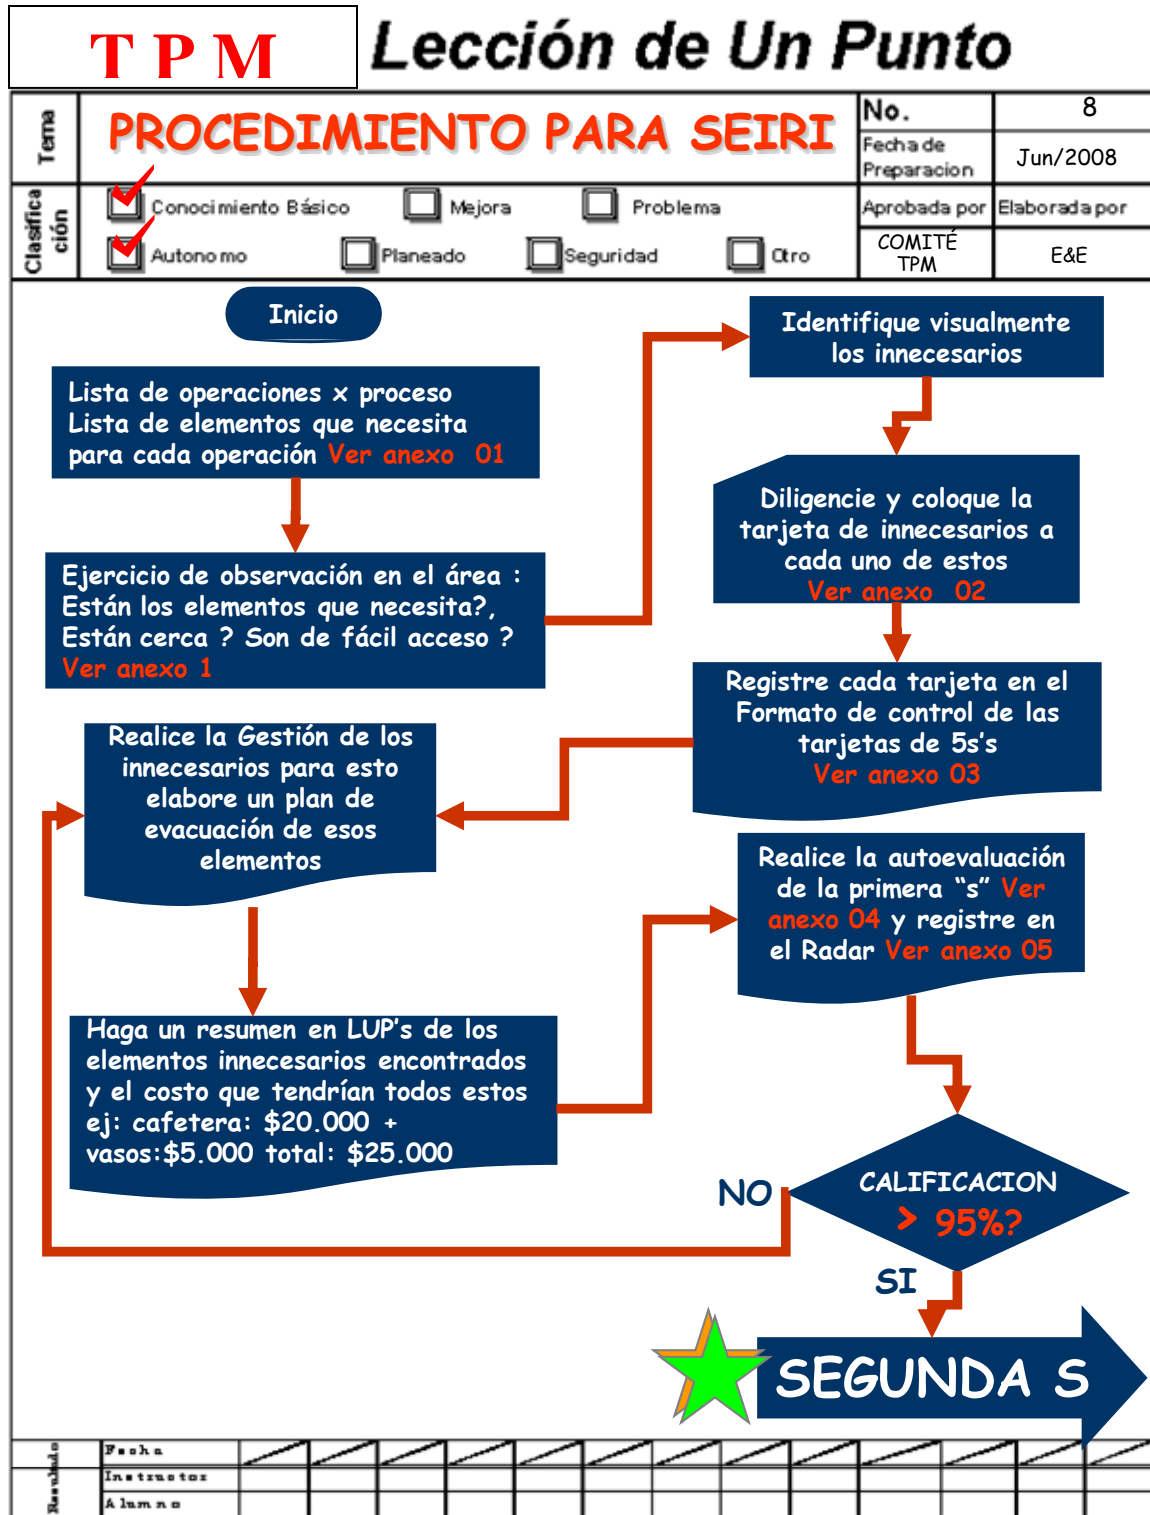 TPM
Lección de Un Punto
Tema
PROCEDIMIENTO PARA SEIRI
No.
8
Fecha de
Preparacion
Jun/2008
Clasifica
ción
Conocimiento Básico
Mejora
Problema
Autonomo
Planeado
Seguridad
Otro
Aprobada por
Elaborada por
COMITÉ
TPM
E&E
Inicio
Lista de operaciones x proceso
Lista de elementos que necesita
para cada operación Ver anexo 01
Ejercicio de observación en el área :
Están los elementos que necesita?,
Están cerca ? Son de fácil acceso ?
Ver anexo 1
Identifique visualmente
los innecesarios
Diligencie y coloque la
tarjeta de innecesarios a
cada uno de estos
Ver anexo 02
Registre cada tarjeta en el
Formato de control de las
tarjetas de 5s's
Ver anexo 03
Realice la Gestión de los
innecesarios para esto
elabore un plan de
evacuación de esos
elementos
Haga un resumen en LUP's de los
elementos innecesarios encontrados
y el costo que tendrían todos estos
ej: cafetera: $20.000 +
vasos:$5.000 total: $25.000
Realice la autoevaluación
de la primera “s” Ver
anexo 04 y registre en
el Radar Ver anexo 05
CALIFICACION
> 95%?
NO
SI
SEGUNDA S
Resultado
Fecha
Instructor
Alumno